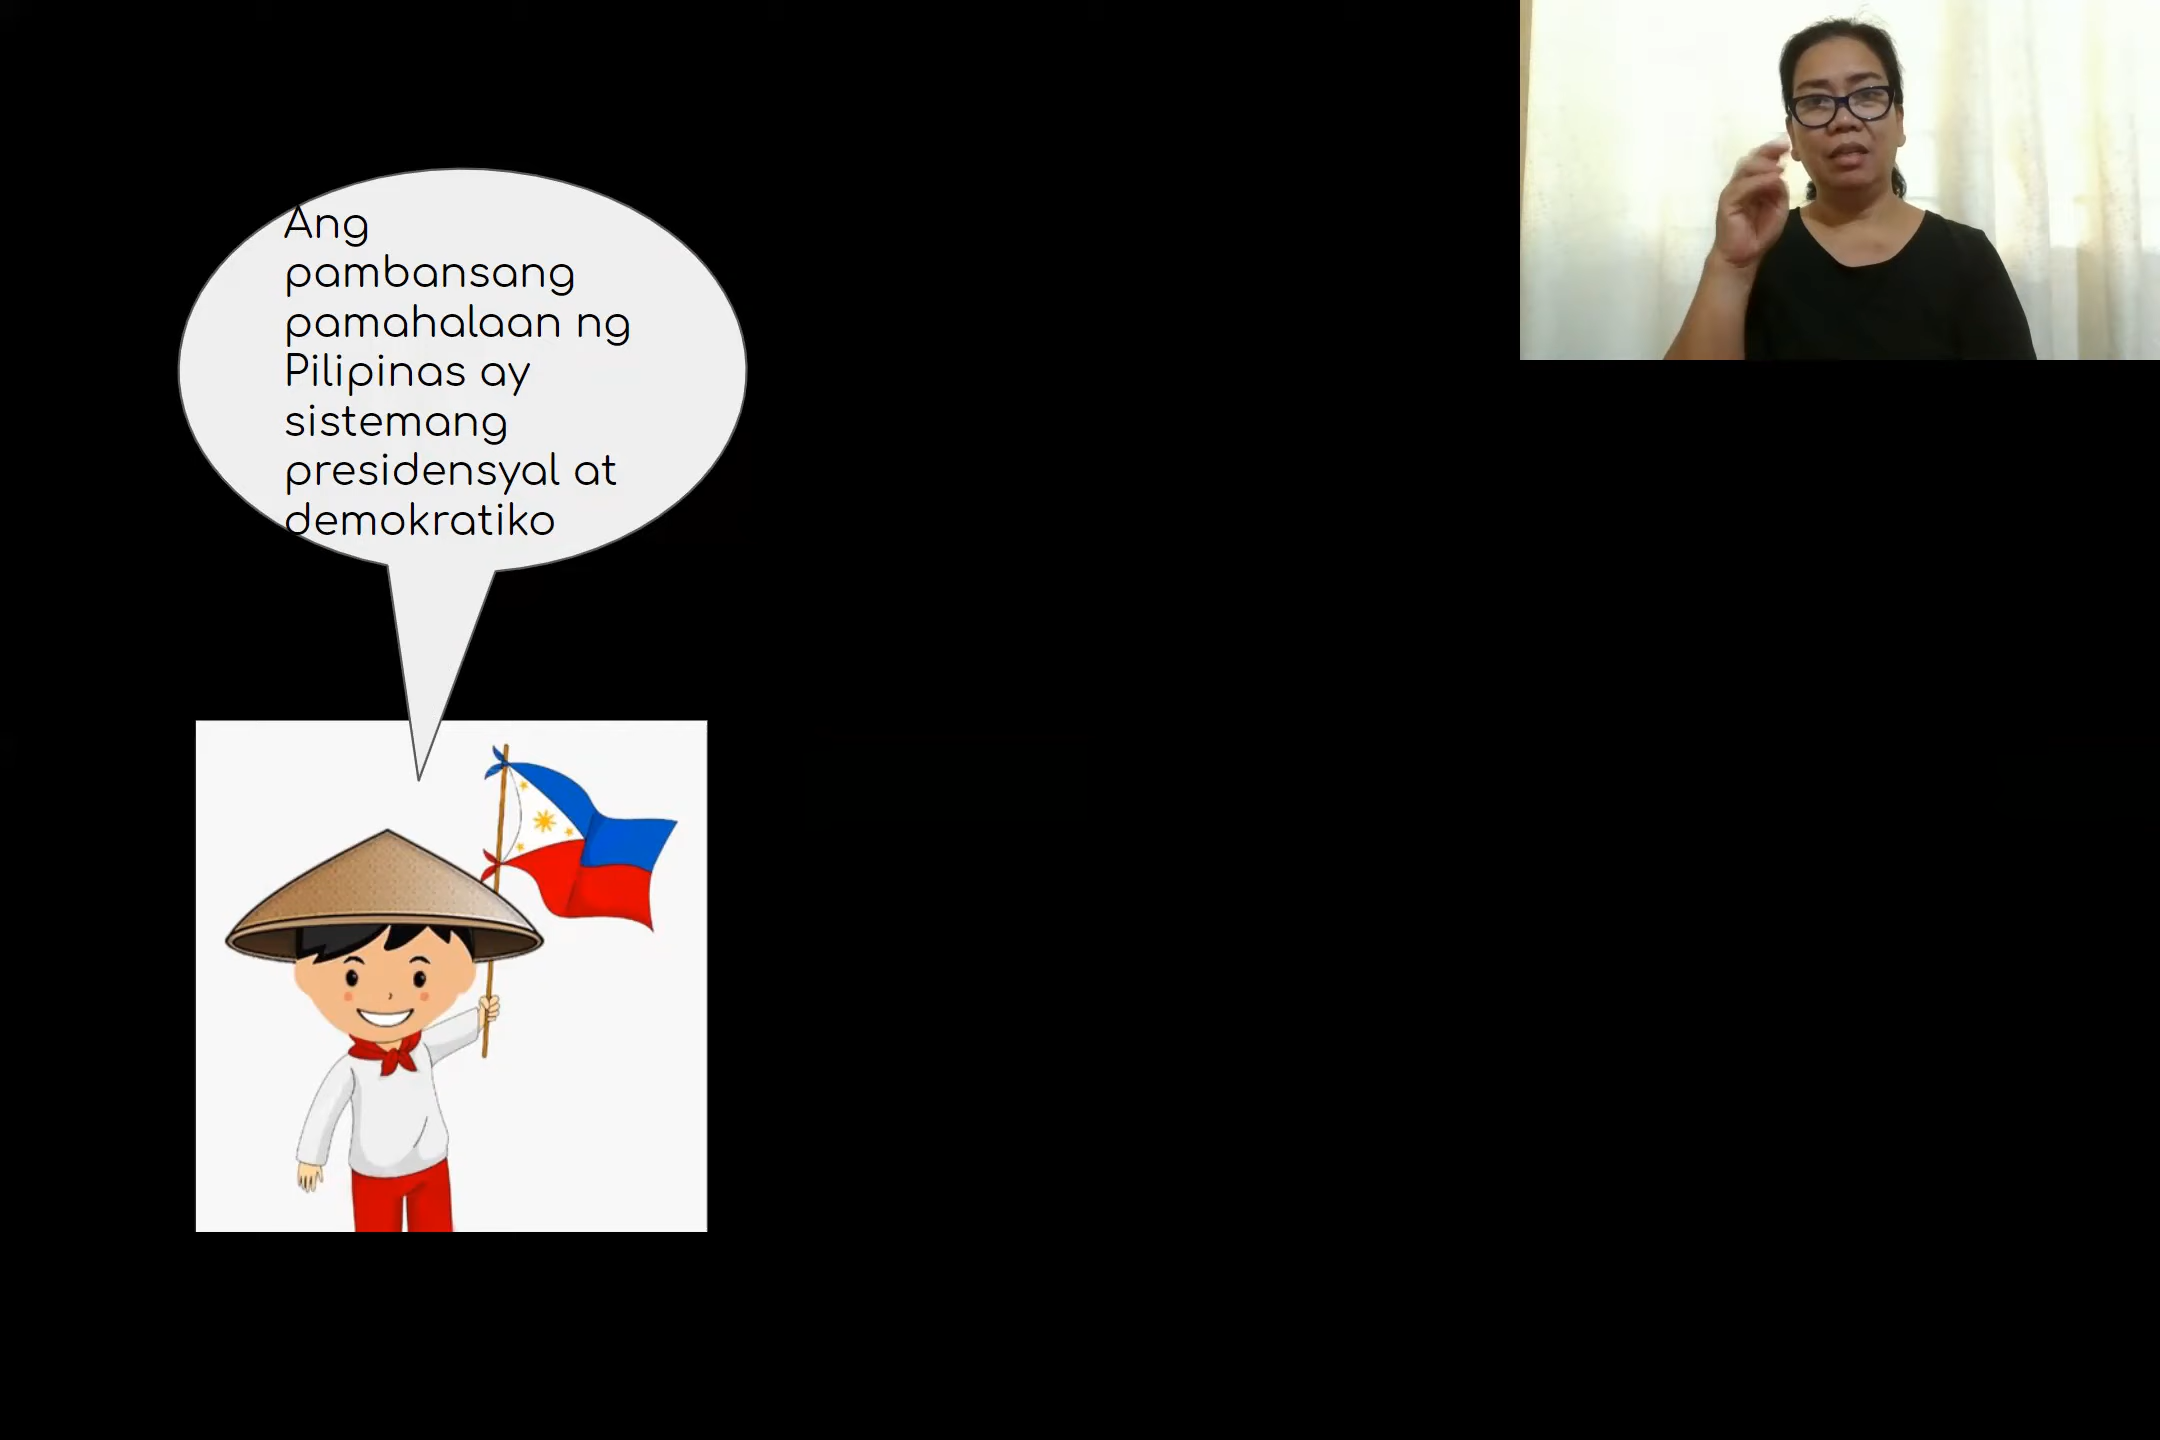 Ang
pambansang
pamahalaan ng
Pilipinas ay
sistemang
presidensyal at
demokratiko